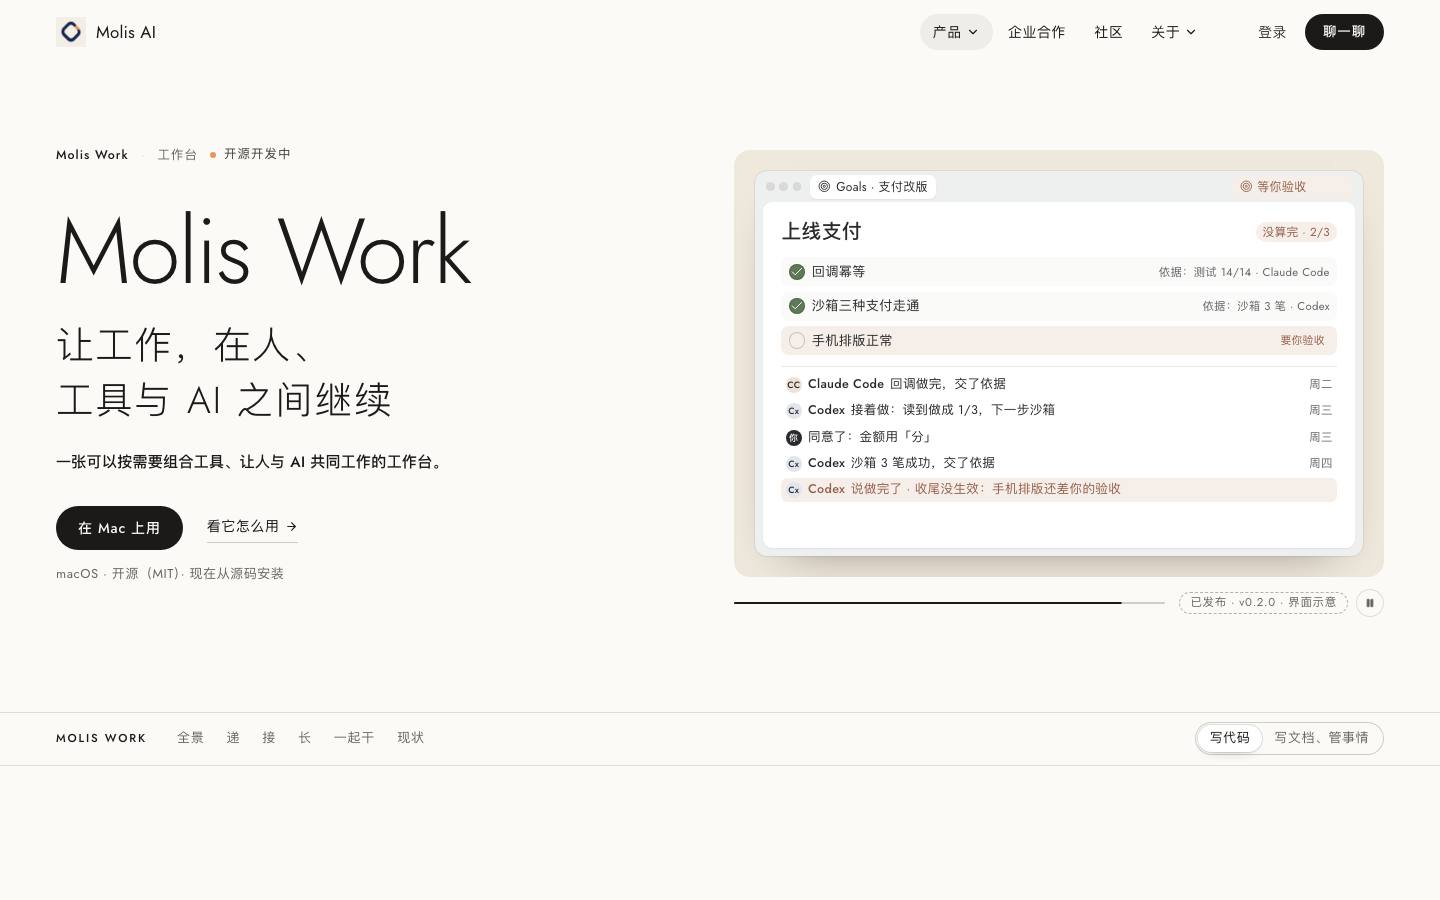 Molis AI
产品
企业合作
社区
关于
登录
聊一聊
Molis Work · 工作台 开源开发中
Molis Work
让工作，在人、
工具与 AI 之间继续
一张可以按需要组合工具、让人与 AI 共同工作的工作台。
在 Mac 上用
看它怎么用 →
macOS · 开源（MIT）· 现在从源码安装
Goals · 支付改版
等你验收
上线支付
没算完 · 2/3
回调幂等
依据：测试 14/14 · Claude Code
沙箱三种支付走通
依据：沙箱 3 笔 · Codex
手机排版正常
要你验收
CC Claude Code 回调做完，交了依据
周二
Cx Codex 接着做：读到做成 1/3，下一步沙箱
周三
你 同意了：金额用「分」
周三
Cx Codex 沙箱 3 笔成功，交了依据
周四
Cx Codex 说做完了 · 收尾没生效：手机排版还差你的验收
已发布 · v0.2.0 · 界面示意
MOLIS WORK
全景
递
接
长
一起干
现状
写代码
写文档、管事情